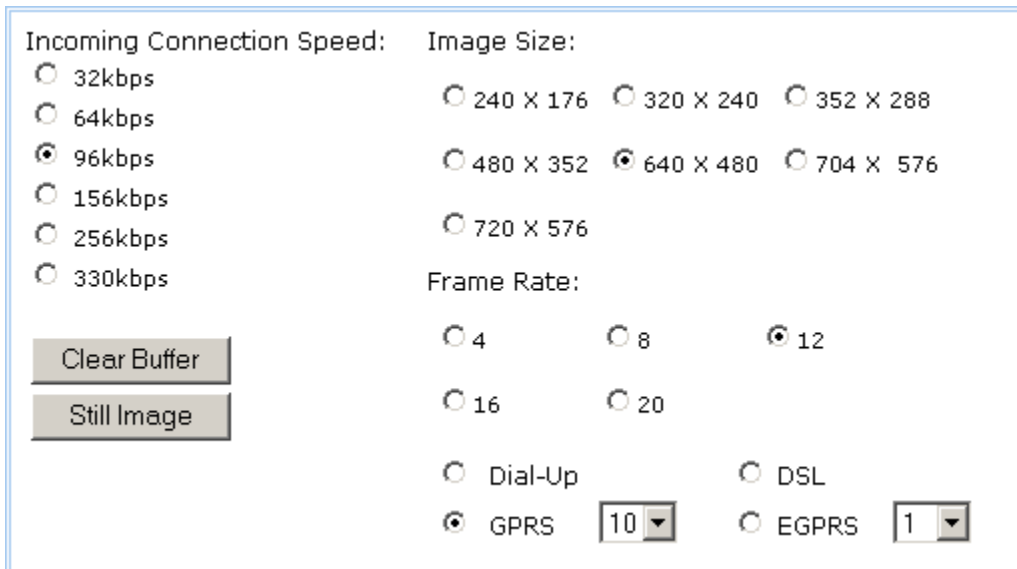 Incoming Connection Speed:
32kbps
64kbps
96kbps
156kbps
256kbps
330kbps
Clear Buffer
Still Image
Image Size:
240 X 176 320 X 240 352 X 288
480 X 352 640 X 480 704 X 576
720 X 576
Frame Rate:
4 8 12
16 20
Dial-Up DSL
GPRS 10 EGPRS 1